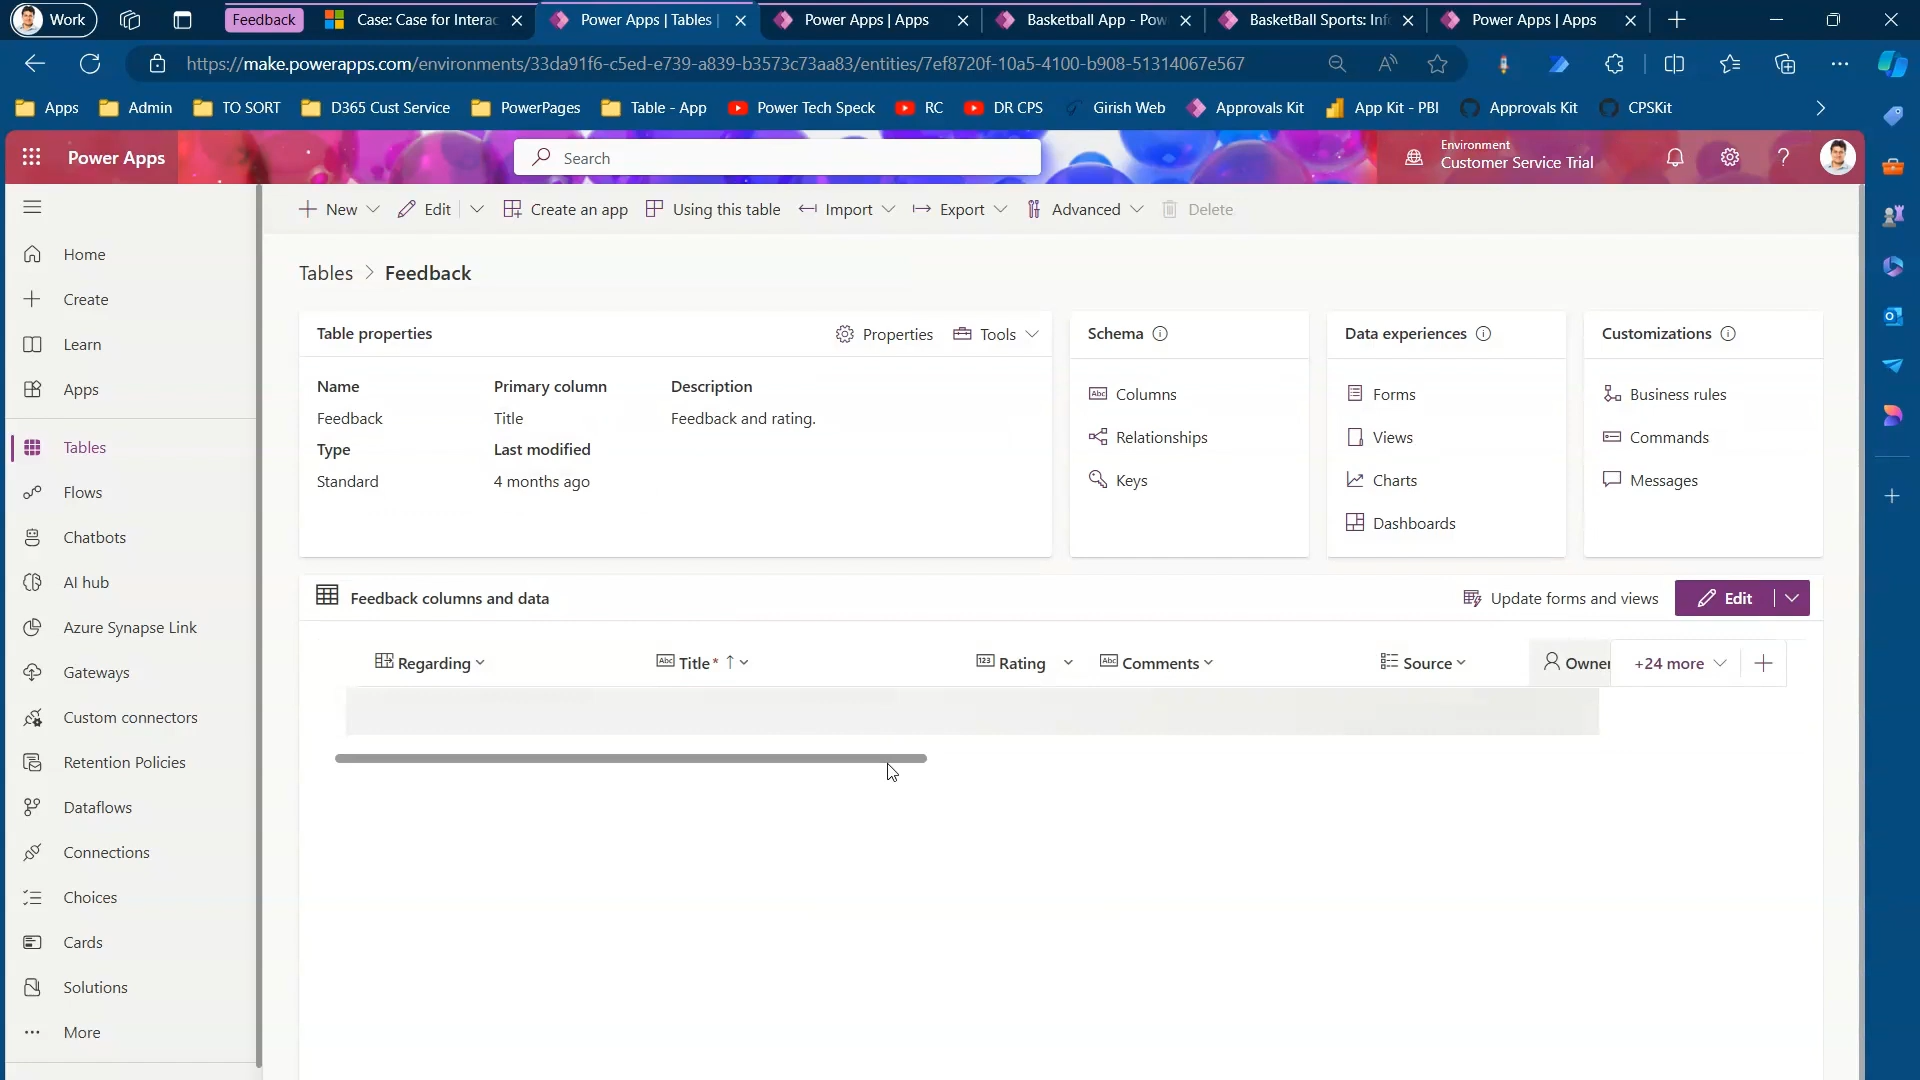 Work
Feedback
Case: Case for Interac
Power Apps | Tables |
Power Apps | Apps
Basketball App - Pow
BasketBall Sports: Inf
Power Apps | Apps
https://make.powerapps.com/environments/33da91f6-c5ed-e739-a839-b3573c73aa83/entities/7ef8720f-10a5-4100-b908-51314067e567
Apps
Admin
TO SORT
D365 Cust Service
PowerPages
Table - App
Power Tech Speck
RC
DR CPS
Girish Web
Approvals Kit
App Kit - PBI
Approvals Kit
CPSKit
Power Apps
Search
Environment
Customer Service Trial
New
Edit
Create an app
Using this table
Import
Export
Advanced
Delete
Home
Create
Learn
Apps
Tables
Flows
Chatbots
AI hub
Azure Synapse Link
Gateways
Custom connectors
Retention Policies
Dataflows
Connections
Choices
Cards
Solutions
More
Tables > Feedback
Table properties
Properties
Tools
Name
Primary column
Description
Feedback
Title
Feedback and rating.
Type
Last modified
Standard
4 months ago
Schema
Columns
Relationships
Keys
Data experiences
Forms
Views
Charts
Dashboards
Customizations
Business rules
Commands
Messages
Feedback columns and data
Update forms and views
Edit
Regarding
Title *
Rating
Comments
Source
Owner
+24 more